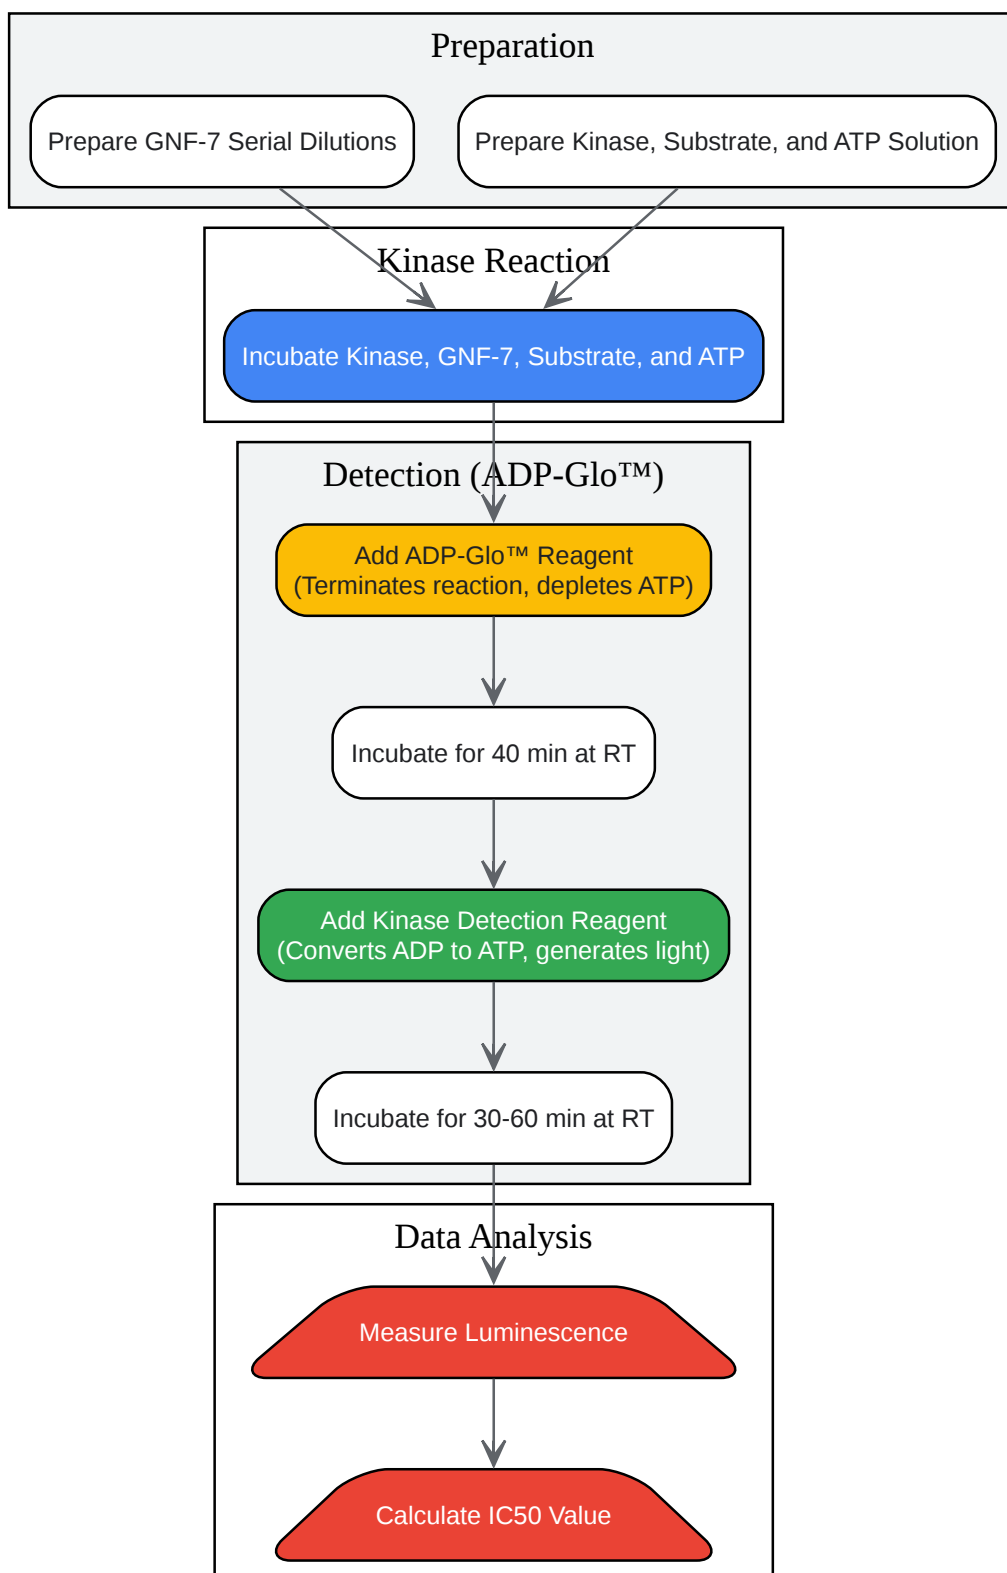 Preparation
Prepare GNF-7 Serial Dilutions
Prepare Kinase, Substrate, and ATP Solution
Kinase Reaction
Incubate Kinase, GNF-7, Substrate, and ATP
Detection (ADP-Glo™)
Add ADP-Glo™ Reagent
(Terminates reaction, depletes ATP)
Incubate for 40 min at RT
Add Kinase Detection Reagent
(Converts ADP to ATP, generates light)
Incubate for 30-60 min at RT
Data Analysis
Measure Luminescence
Calculate IC50 Value